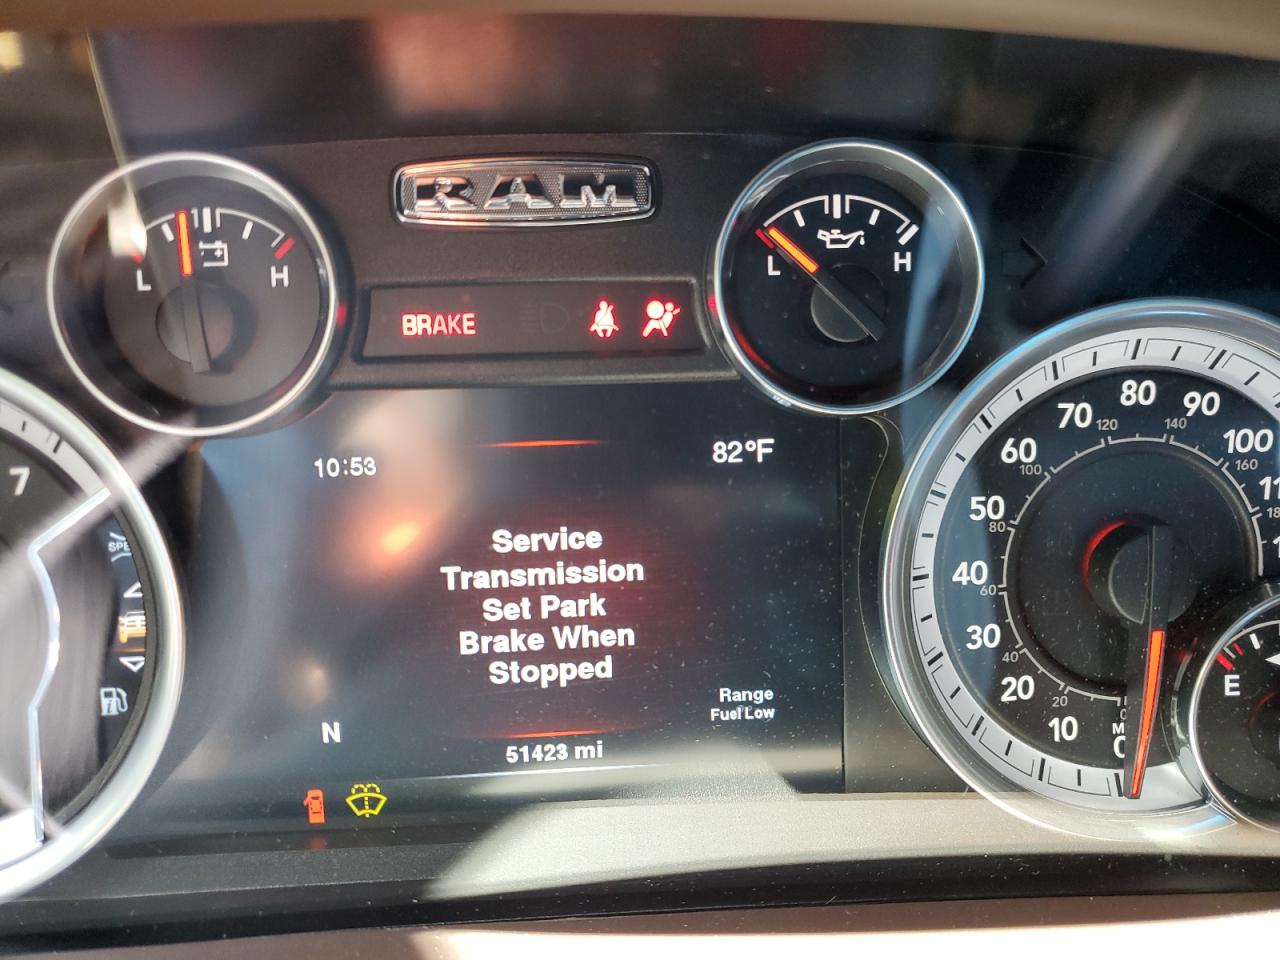 RAM
L H
L H
BRAKE
10:53
82°F
Service
Transmission
Set Park
Brake When
Stopped
Range
Fuel Low
N
51423 mi
7
10
20
30
40
50
60
70
80
90
100
20
40
60
80
100
120
140
160
0
E